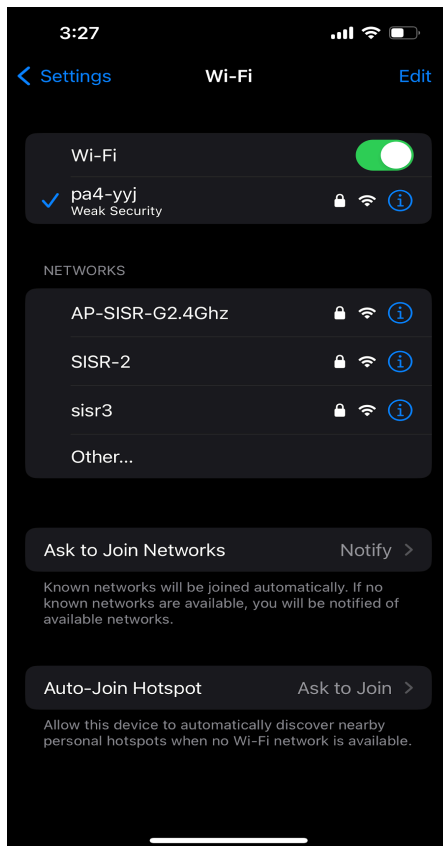 3:27
Settings
Wi-Fi
Edit
Wi-Fi
pa4-yyj
Weak Security
NETWORKS
AP-SISR-G2.4Ghz
SISR-2
sisr3
Other...
Ask to Join Networks
Notify
Known networks will be joined automatically. If no
known networks are available, you will be notified of
available networks.
Auto-Join Hotspot
Ask to Join
Allow this device to automatically discover nearby
personal hotspots when no Wi-Fi network is available.